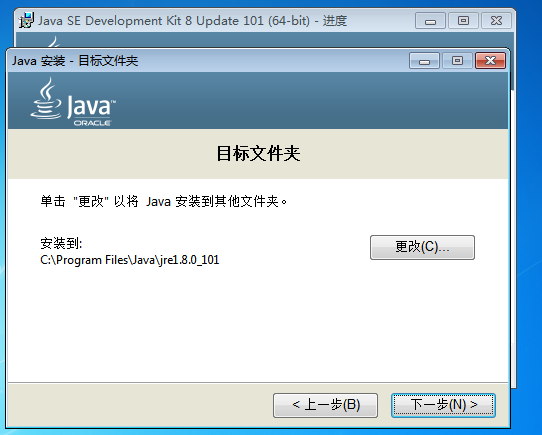 Java SE Development Kit 8 Update 101 (64-bit) - 进度
Java 安装 - 目标文件夹
Java™
ORACLE
目标文件夹
单击 "更改" 以将 Java 安装到其他文件夹。
安装到:
更改(C)...
C:\Program Files\Java\jre1.8.0_101
< 上一步(B)
下一步(N) >